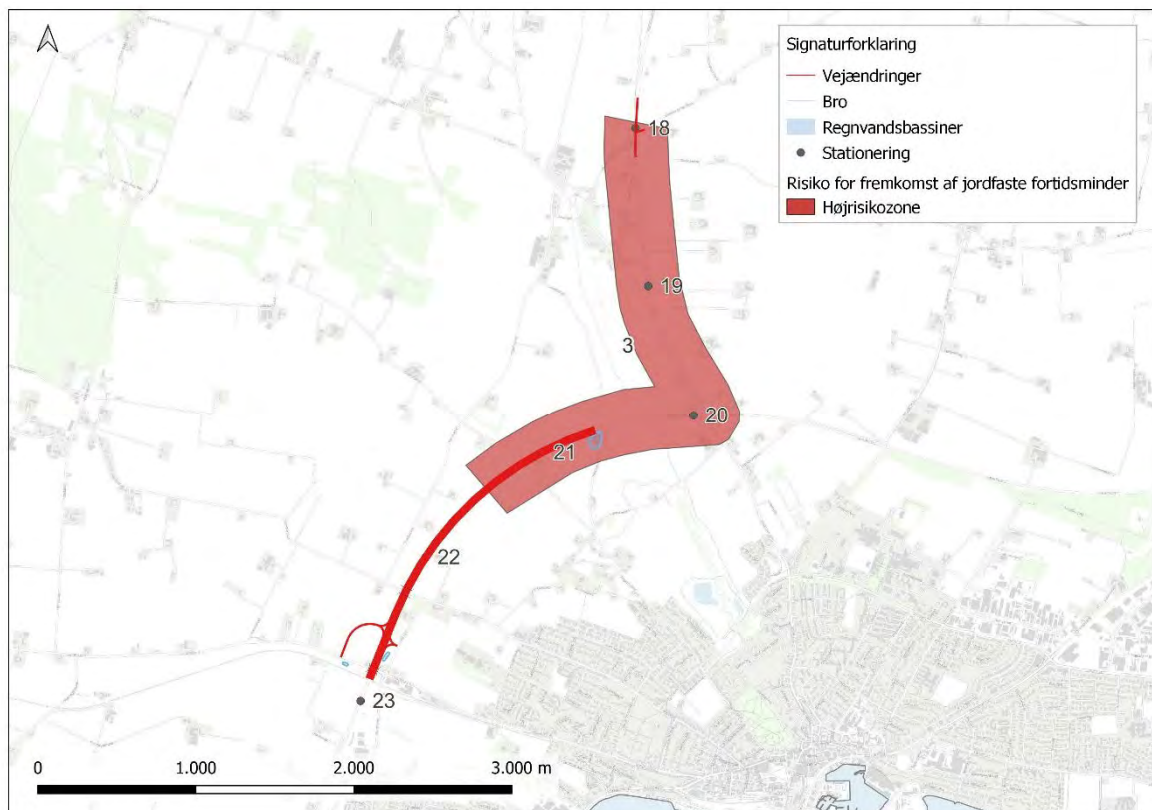 Signaturforklaring
Vejændringer
Bro
Regnvandsbassiner
Stationering
Risiko for fremkomst af jordfaste fortidsminder
Højrisikozone
18
19
3
20
21
22
23
0 1.000 2.000 3.000 m